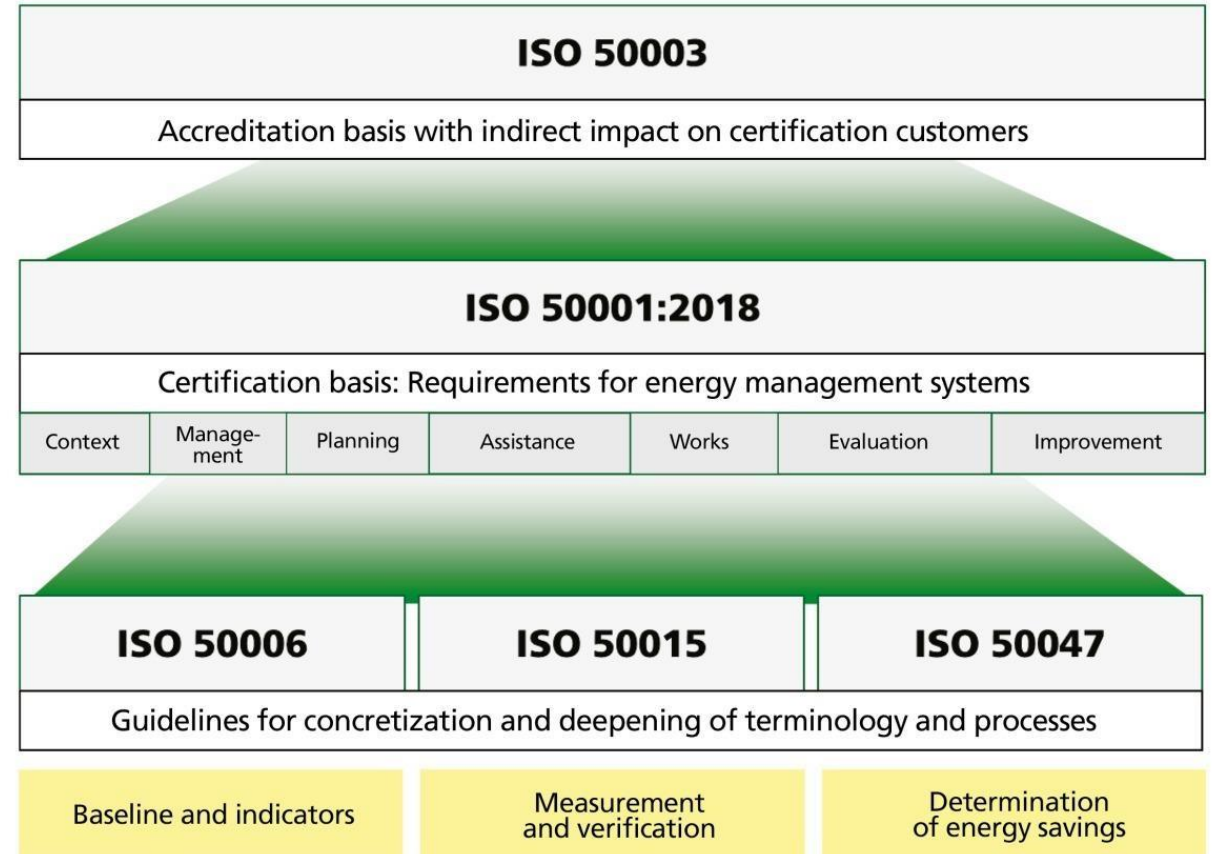 ISO 50003
Accreditation basis with indirect impact on certification customers
ISO 50001:2018
Certification basis: Requirements for energy management systems
Context
Manage-
ment
Planning
Assistance
Works
Evaluation
Improvement
ISO 50006
ISO 50015
ISO 50047
Guidelines for concretization and deepening of terminology and processes
Baseline and indicators
Measurement
and verification
Determination
of energy savings